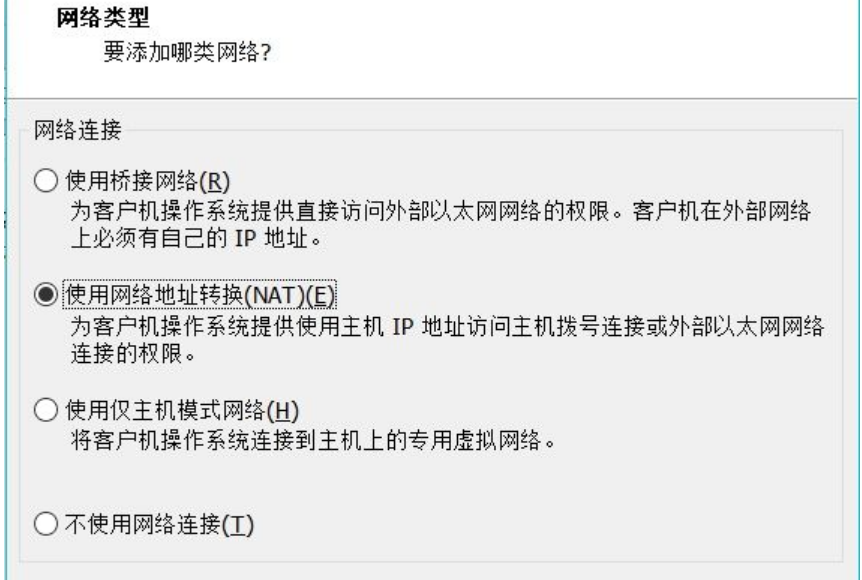 网络类型
要添加哪类网络?
网络连接
使用桥接网络(R)
为客户机操作系统提供直接访问外部以太网网络的权限。客户机在外部网络
上必须有自己的 IP 地址。
使用网络地址转换(NAT)(E)
为客户机操作系统提供使用主机 IP 地址访问主机拨号连接或外部以太网网络
连接的权限。
使用仅主机模式网络(H)
将客户机操作系统连接到主机上的专用虚拟网络。
不使用网络连接(T)